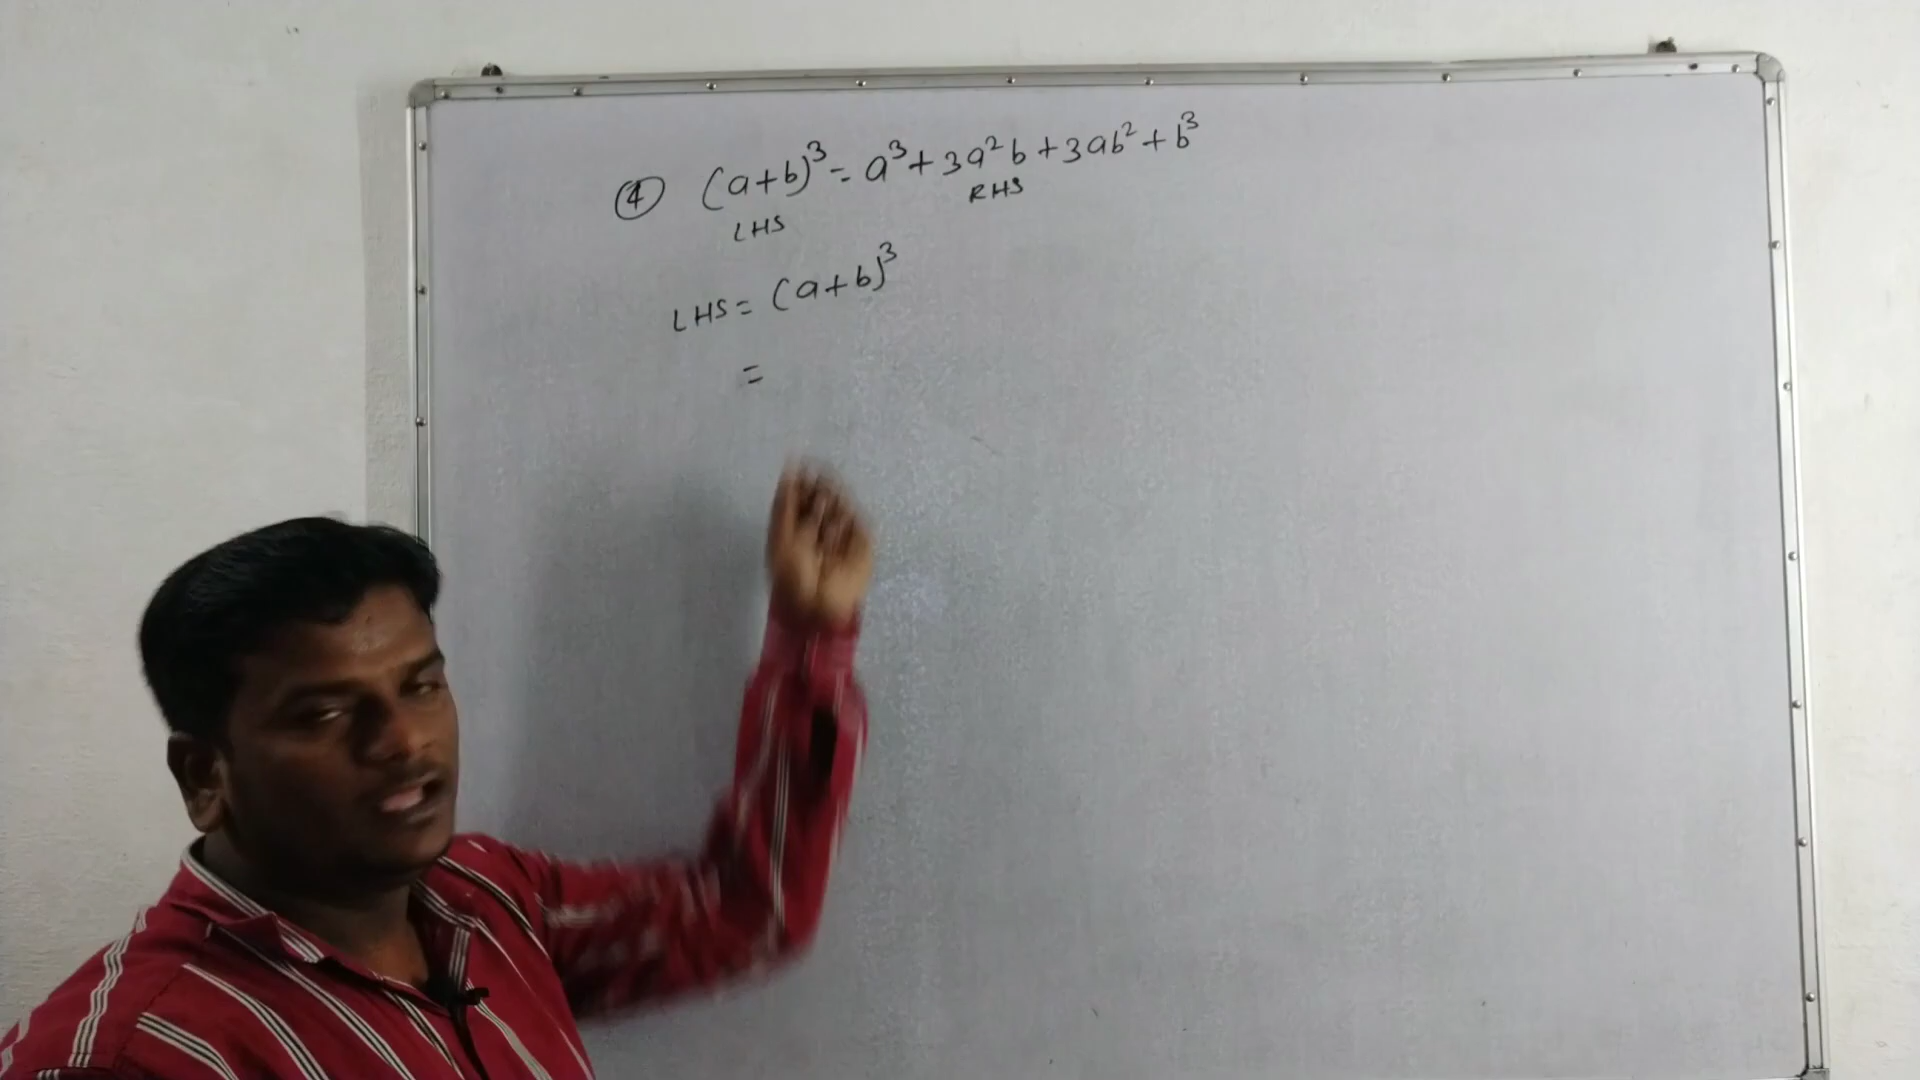 ④ (a+b)³ = a³+3a²b+3ab²+b³
LHS RHS
LHS = (a+b)³
=